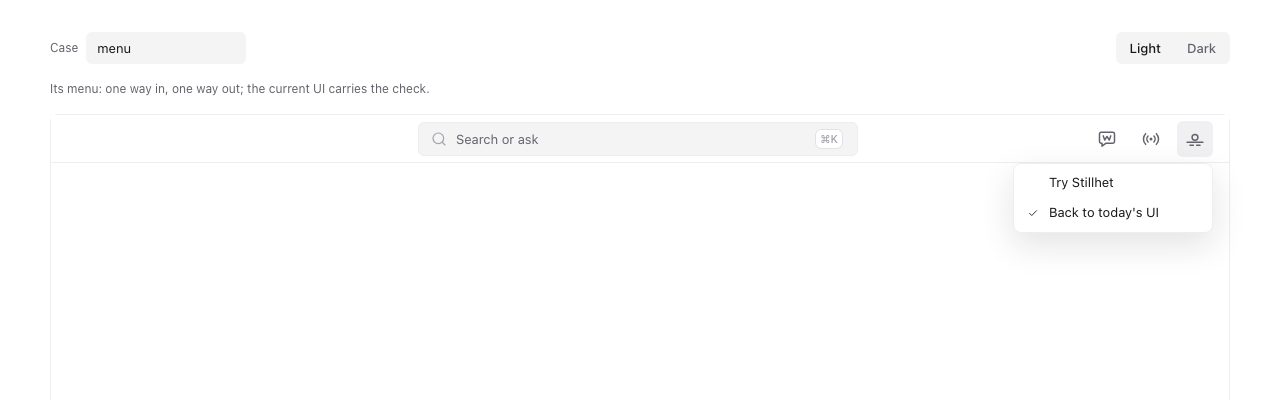 Case menu Light Dark
Its menu: one way in, one way out; the current UI carries the check.
Search or ask ⌘K
Try Stillhet
Back to today's UI